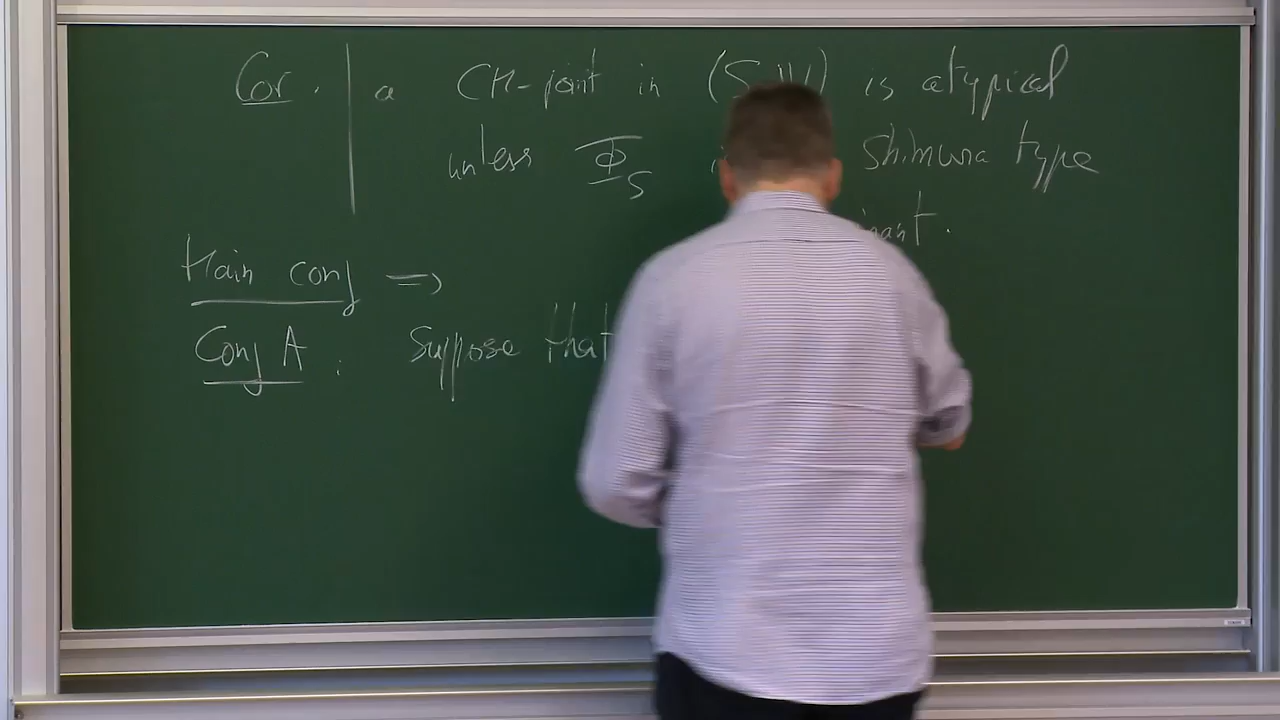 Cor. a CM-point in (S, V) is atypical
unless Φ_S Shimura type
Main conj ⇒
Conj A : Suppose that